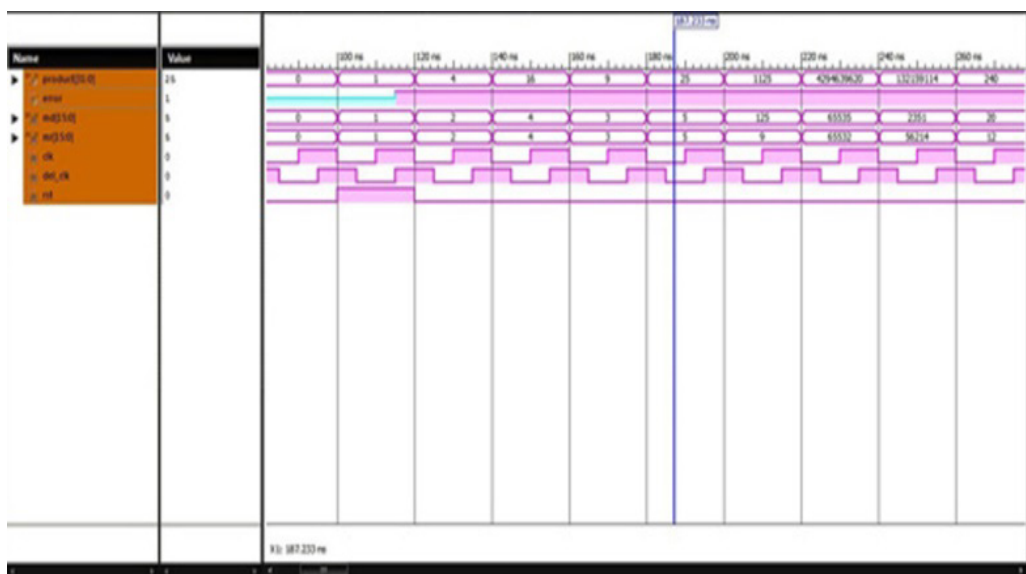 187.233 ns
Name
Value
100 ns 120 ns 140 ns 160 ns 180 ns 200 ns 220 ns 240 ns 260 ns
product[31:0] 25 0 1 4 16 9 25 1125 4294639620 132159114 240
error 1
md[15:0] 5 0 1 2 4 3 5 125 65535 2351 20
mr[15:0] 5 0 1 2 4 3 5 9 65532 56214 12
clk 0
del_clk 0
rst 0
X1: 187.233 ns